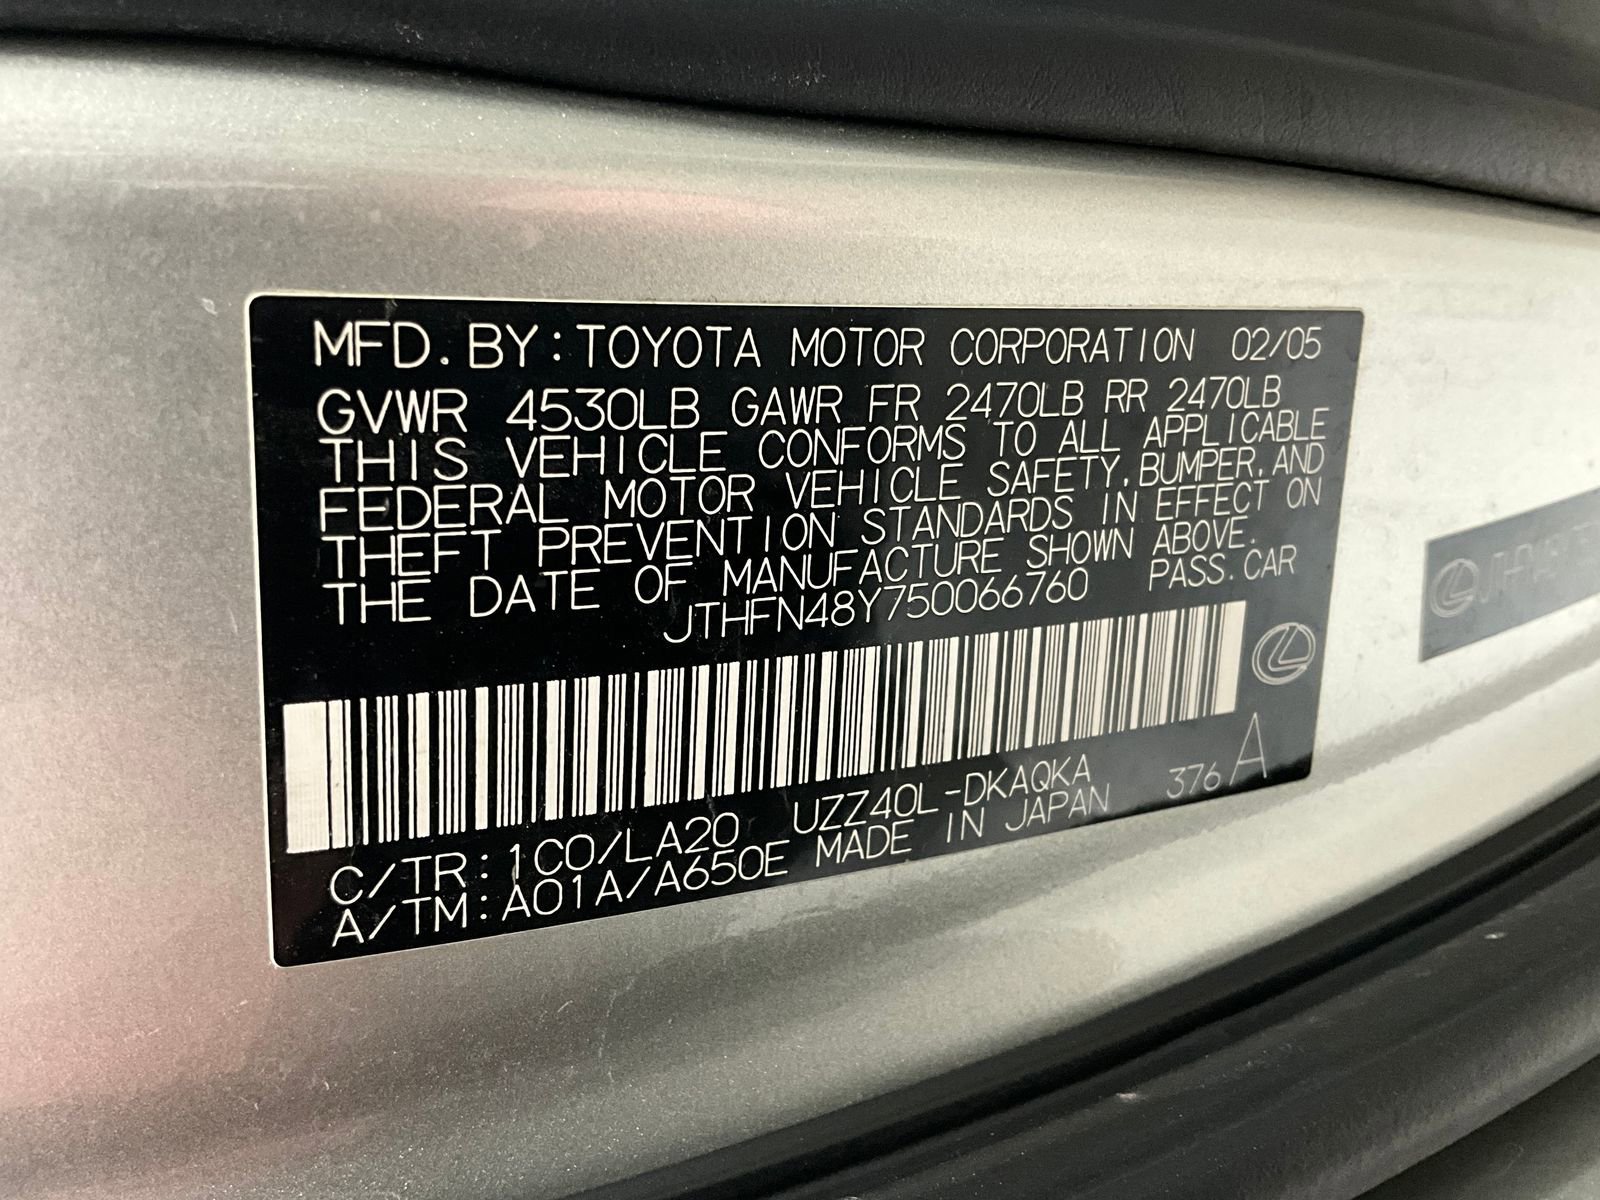 MFD. BY: TOYOTA MOTOR CORPORATION 02/05
GVWR 4530LB GAWR FR 2470LB RR 2470LB
THIS VEHICLE CONFORMS TO ALL APPLICABLE
FEDERAL MOTOR VEHICLE SAFETY, BUMPER, AND
THEFT PREVENTION STANDARDS IN EFFECT ON
THE DATE OF MANUFACTURE SHOWN ABOVE.
JTHFN48Y750066760 PASS. CAR
C/TR: 1C0/LA20 UZZ40L-DKAQKA 376 A
A/TM: A01A/A650E MADE IN JAPAN